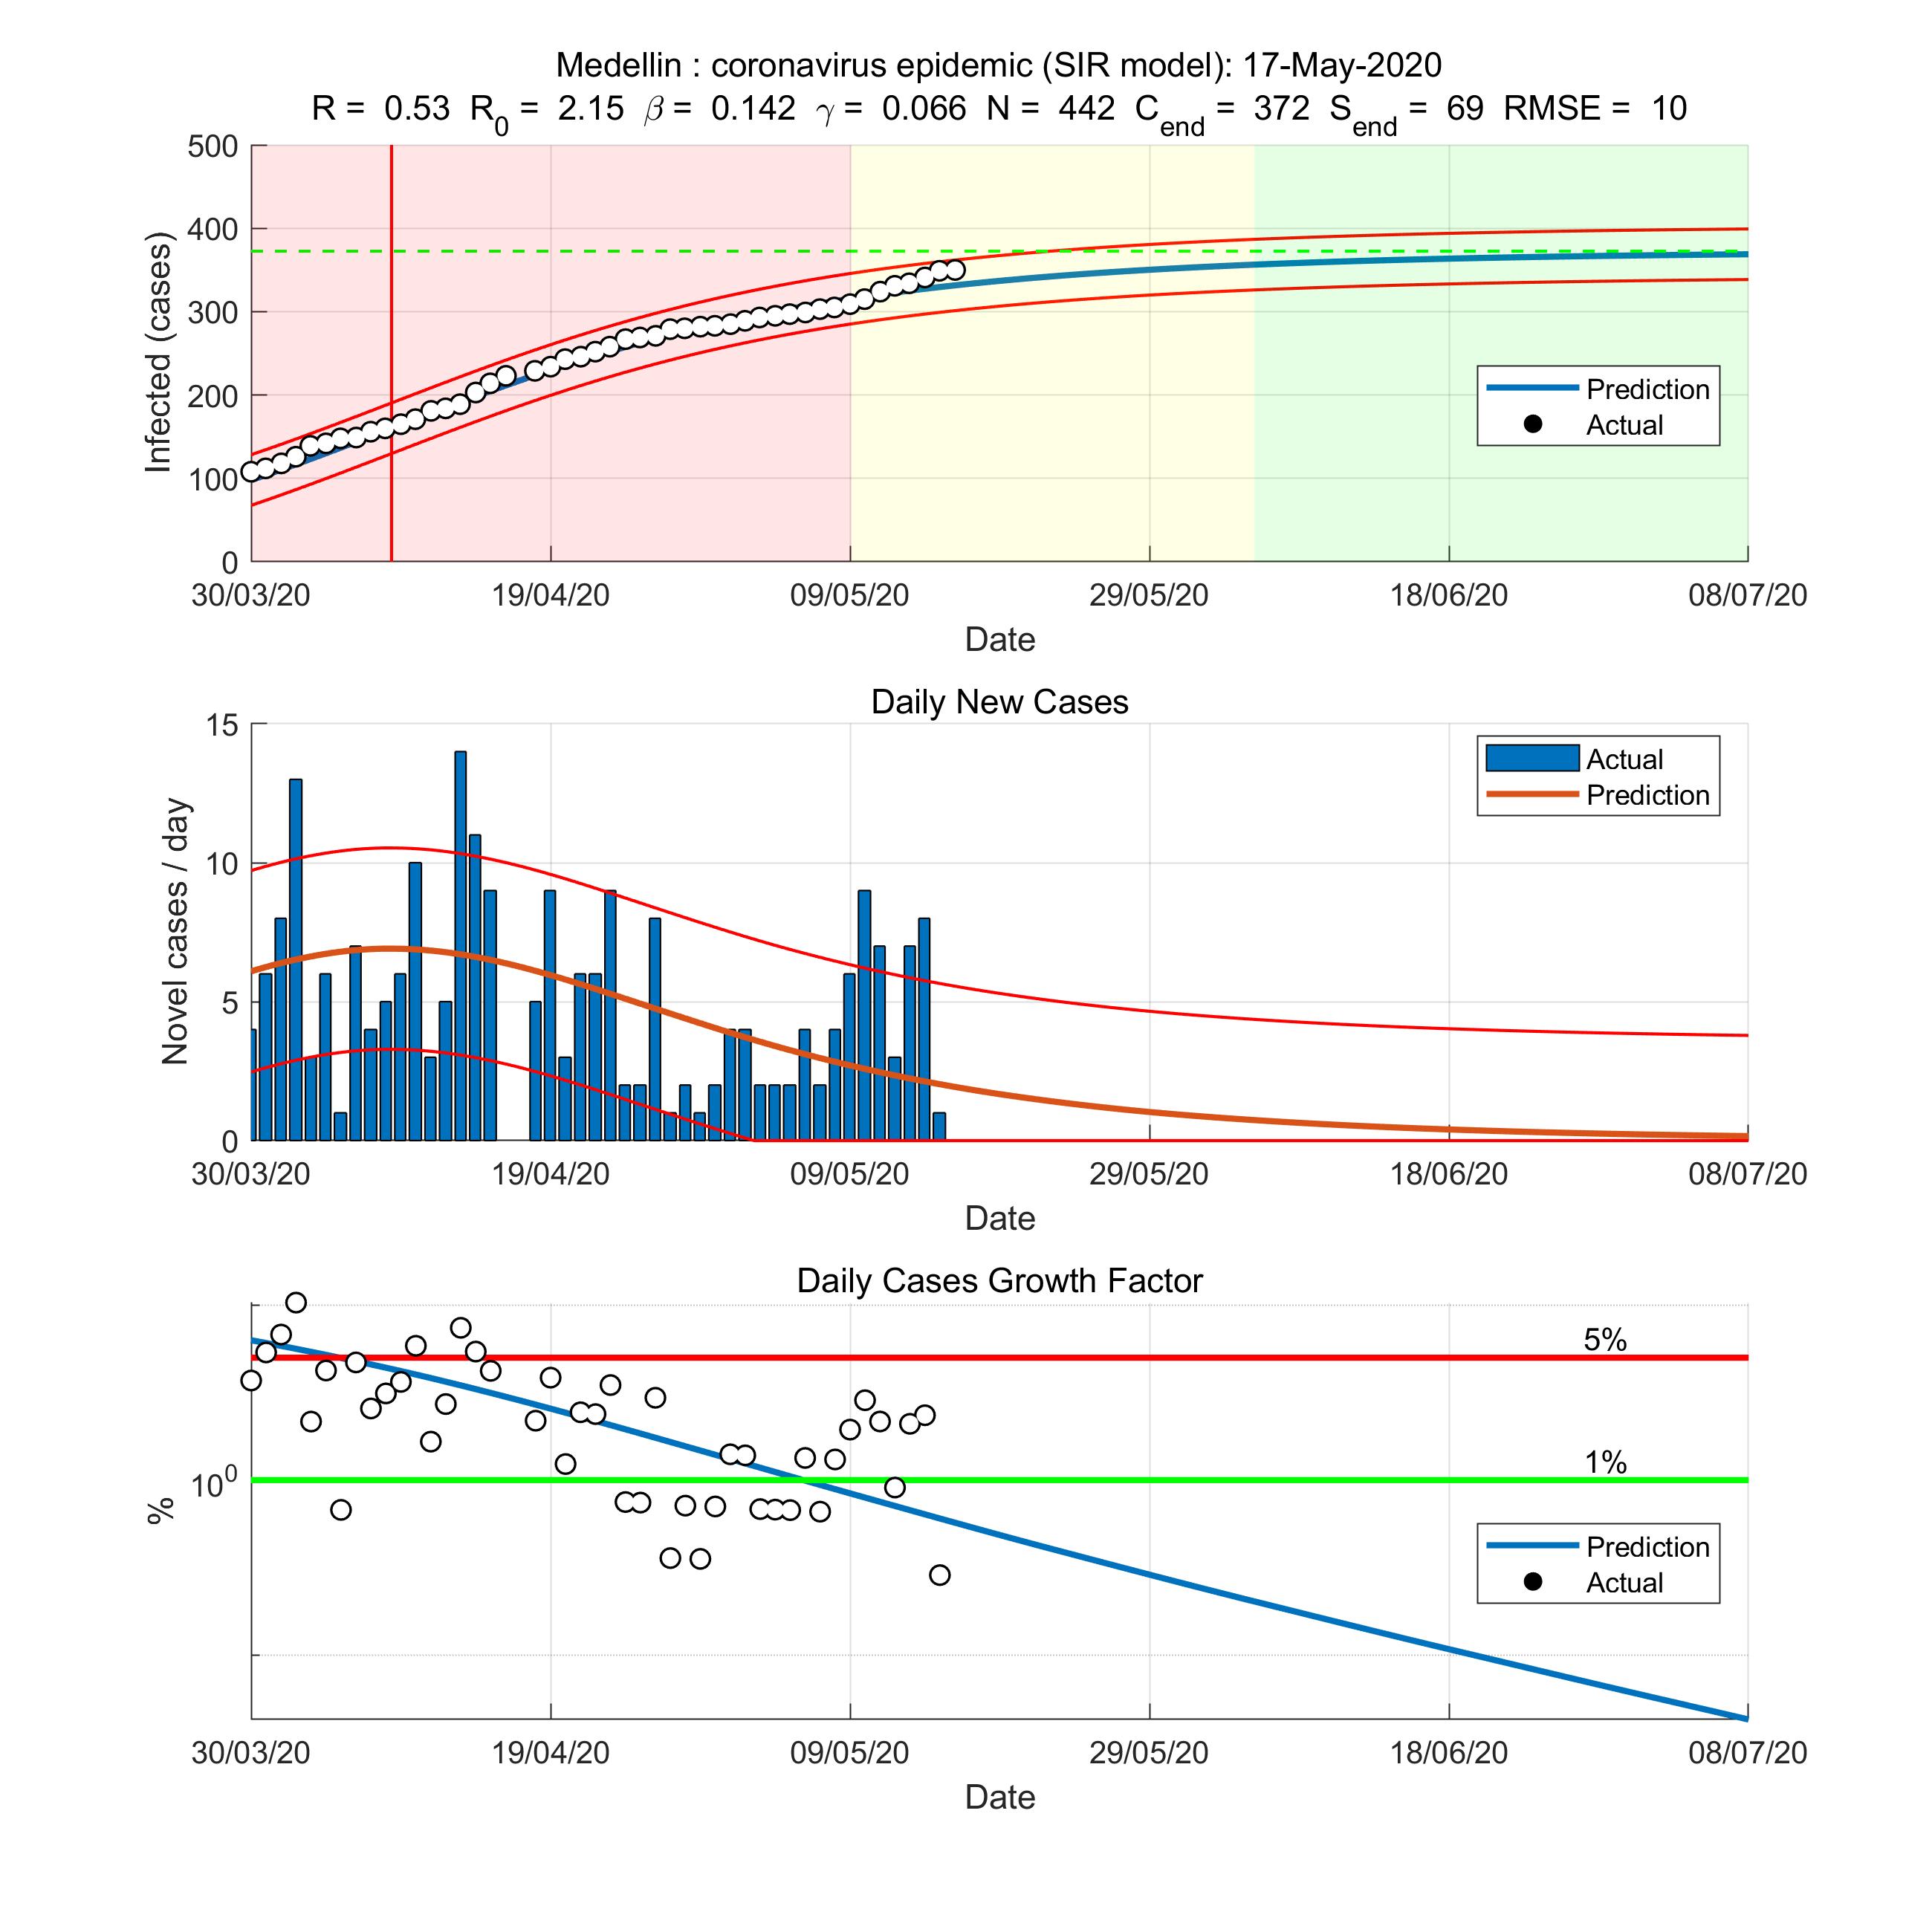 Medellin : coronavirus epidemic (SIR model): 17-May-2020
R = 0.53 R0 = 2.15 β = 0.142 γ = 0.066 N = 442 Cend = 372 Send = 69 RMSE = 10
500
400
300
200
100
0
Infected (cases)
Prediction
Actual
30/03/20 19/04/20 09/05/20 29/05/20 18/06/20 08/07/20
Date
Daily New Cases
15
10
5
0
Novel cases / day
Actual
Prediction
30/03/20 19/04/20 09/05/20 29/05/20 18/06/20 08/07/20
Date
Daily Cases Growth Factor
5%
1%
10^0
%
Prediction
Actual
30/03/20 19/04/20 09/05/20 29/05/20 18/06/20 08/07/20
Date